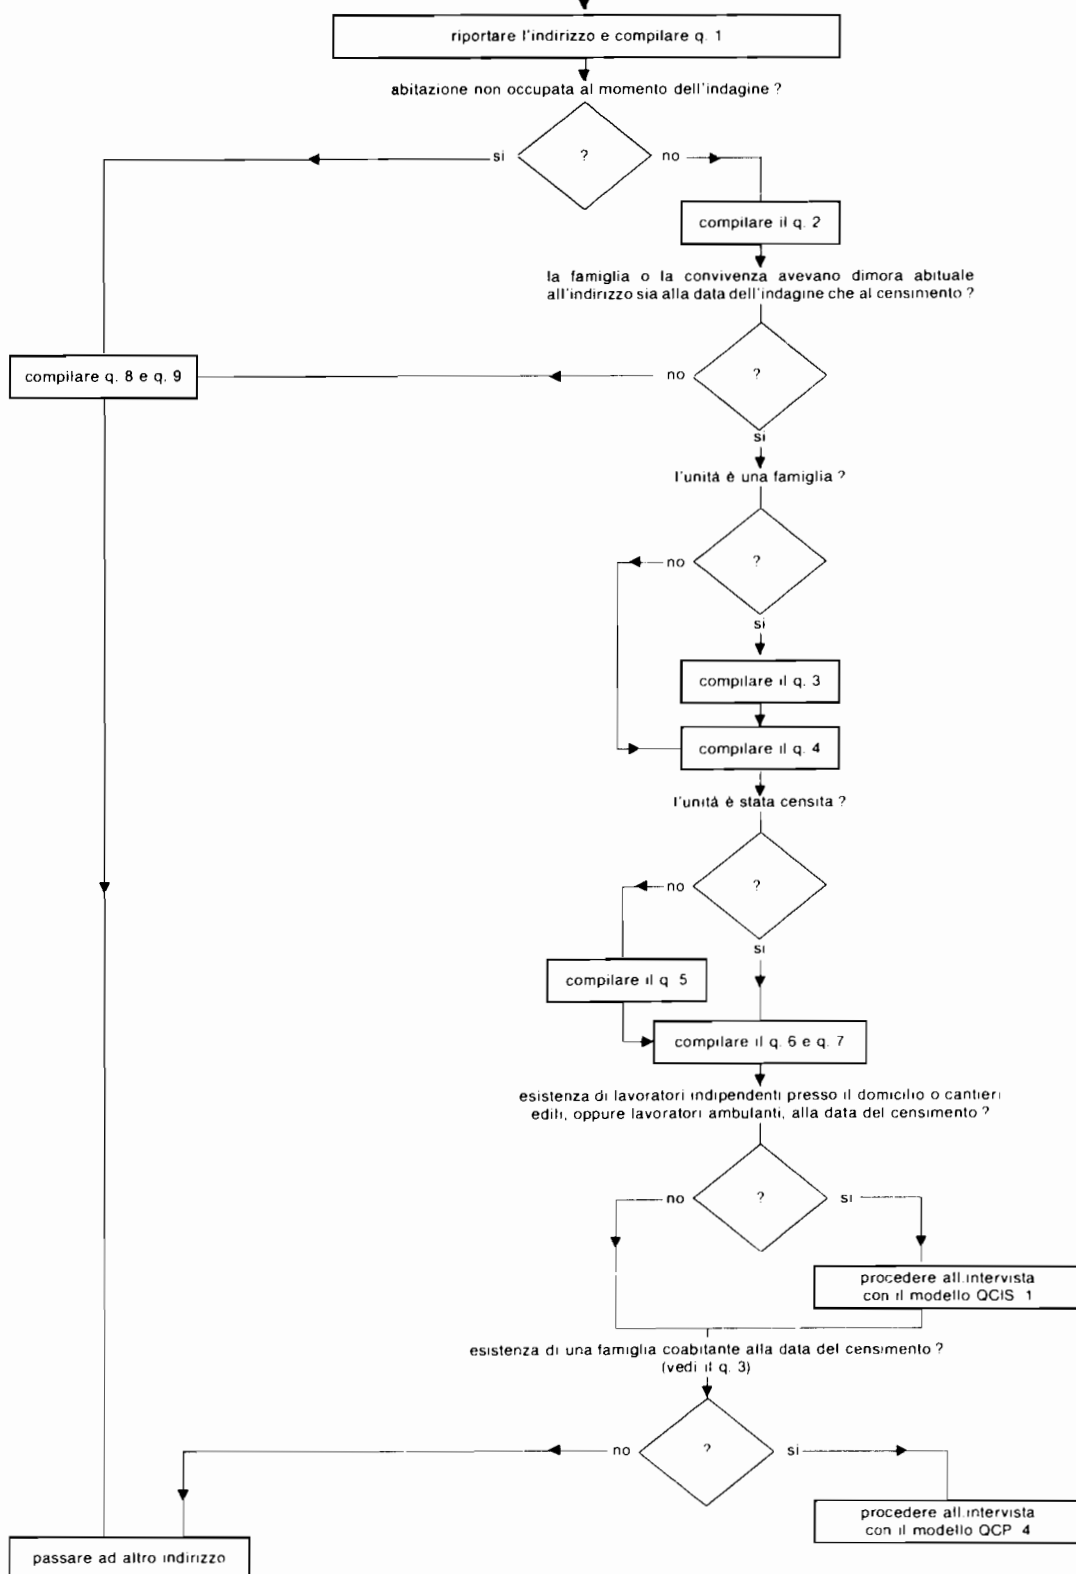 riportare l'indirizzo e compilare q. 1
abitazione non occupata al momento dell'indagine ?
si
?
no
compilare il q. 2
la famiglia o la convivenza avevano dimora abituale
all'indirizzo sia alla data dell'indagine che al censimento ?
compilare q. 8 e q. 9
no
?
si
l'unità è una famiglia ?
no
?
si
compilare il q. 3
compilare il q. 4
l'unità è stata censita ?
no
?
si
compilare il q 5
compilare il q. 6 e q. 7
esistenza di lavoratori indipendenti presso il domicilio o cantieri
edili, oppure lavoratori ambulanti, alla data del censimento ?
no
?
si
procedere all.intervista
con il modello QCIS 1
esistenza di una famiglia coabitante alla data del censimento ?
(vedi il q. 3)
no
?
si
procedere all.intervista
con il modello QCP 4
passare ad altro indirizzo